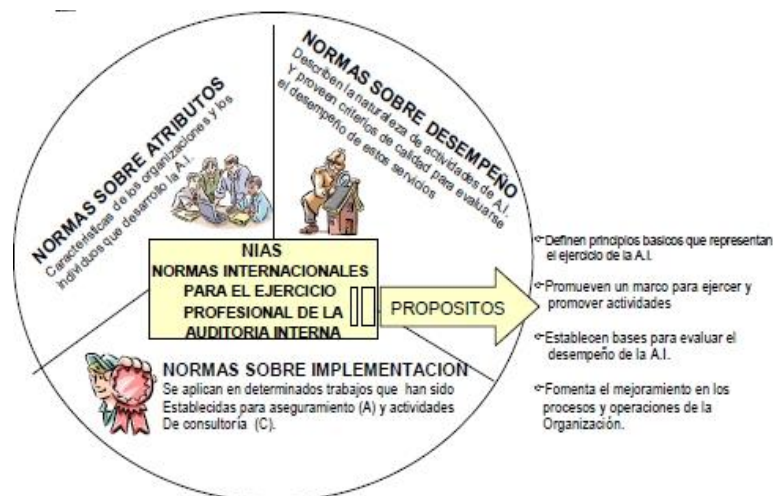 NORMAS SOBRE ATRIBUTOS
Características de los organizaciones y los
individuos que desarrollo la A.I.
NORMAS SOBRE DESEMPEÑO
Describen la naturaleza de actividades de A.I.
Y proveen criterios de calidad para evaluarse
el desempeño de estos servicios
NIAS
NORMAS INTERNACIONALES
PARA EL EJERCICIO
PROFESIONAL DE LA
AUDITORIA INTERNA
PROPOSITOS
Definen principios basicos que representan
el ejercicio de la A.I.
Promueven un marco para ejercer y
promover actividades
Establecen bases para evaluar el
desempeño de la A.I.
Fomenta el mejoramiento en los
procesos y operaciones de la
Organización.
NORMAS SOBRE IMPLEMENTACION
Se aplican en determinados trabajos que han sido
Establecidas para aseguramiento (A) y actividades
De consultoría (C).